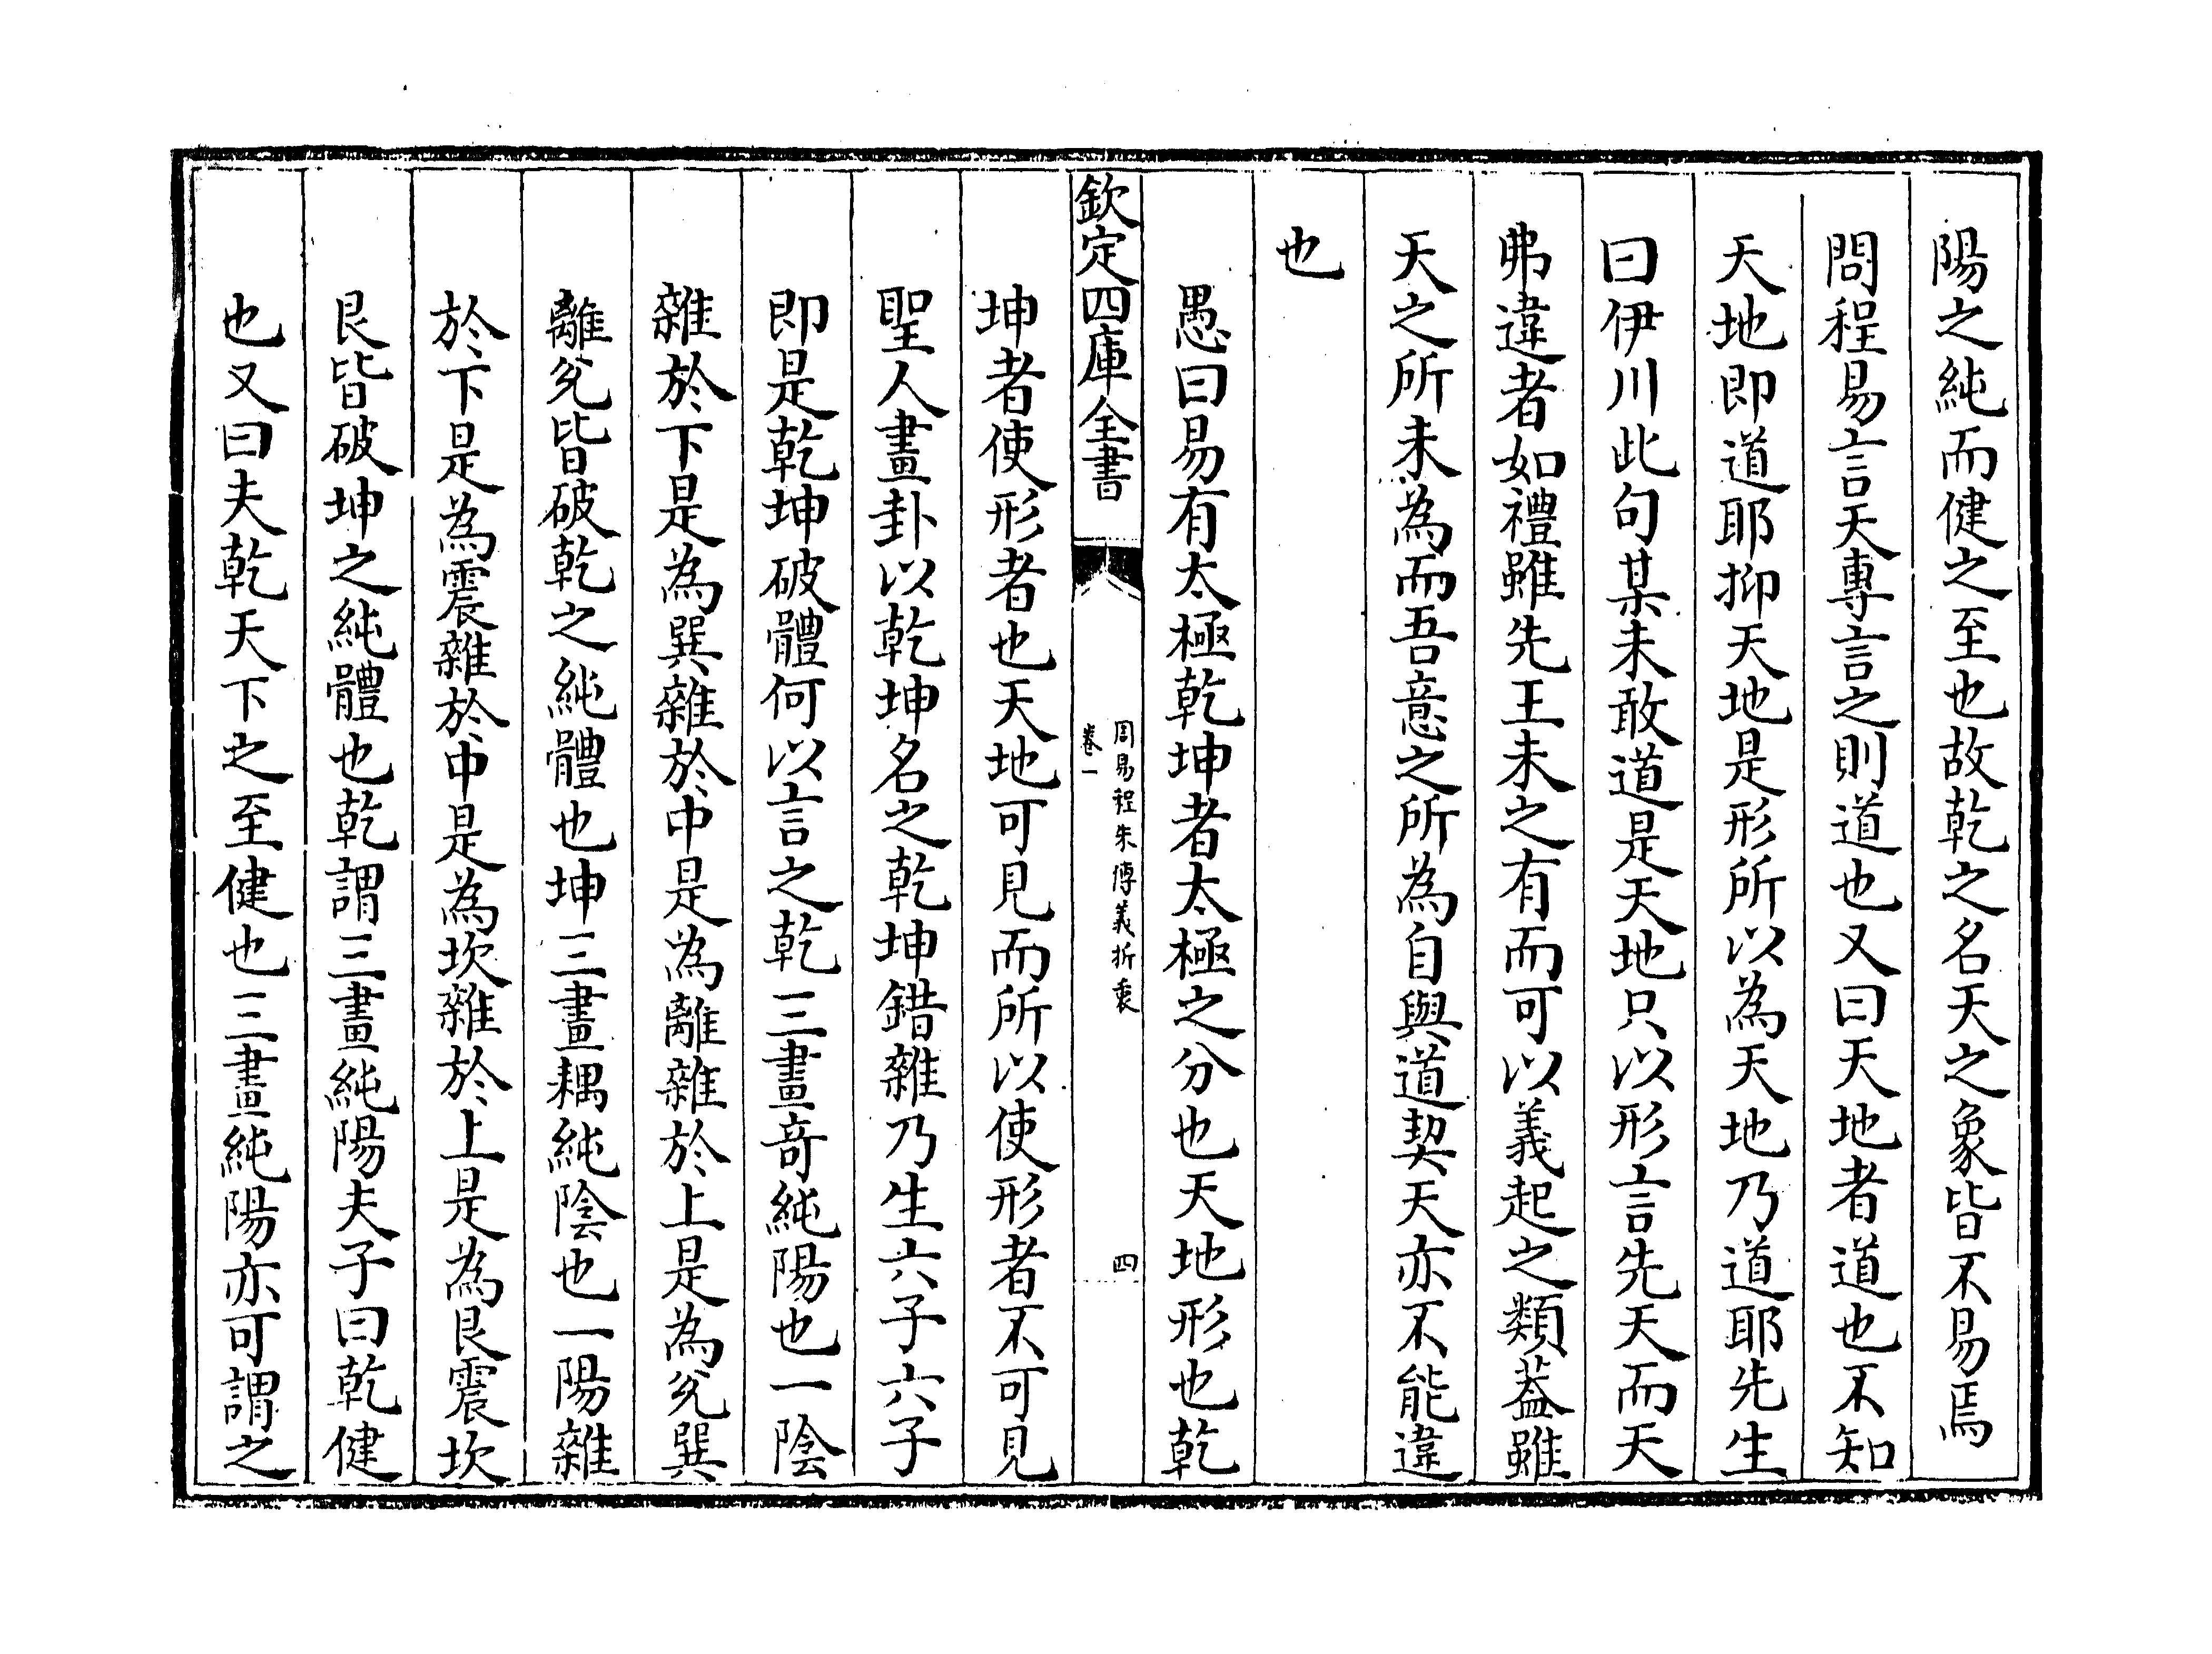 陽之純而健之至也故乾之名天之象皆不易焉
問程易言天專言之則道也又曰天地者道也不知
天地即道耶抑天地是形所以為天地乃道耶先生
曰伊川此句某未敢道是天地只以形言先天而天
弗違者如禮雖先王未之有而可以義起之類葢雖
天之所未為而吾意之所為自與道契天亦不能違
也
愚曰易有太極乾坤者太極之分也天地形也乾
欽定四庫全書
周易程朱傳義折衷
卷一
四
坤者使形者也天地可見而所以使形者不可見
聖人畫卦以乾坤名之乾坤錯雜乃生六子六子
即是乾坤破體何以言之乾三畫竒純陽也一陰
雜於下是為巽雜於中是為離雜於上是為兊巽
離兊皆破乾之純體也坤三畫耦純陰也一陽雜
於下是為震雜於中是為坎雜於上是為艮震坎
艮皆破坤之純體也乾謂三畫純陽夫子曰乾健
也又曰夫乾天下之至健也三畫純陽亦可謂之